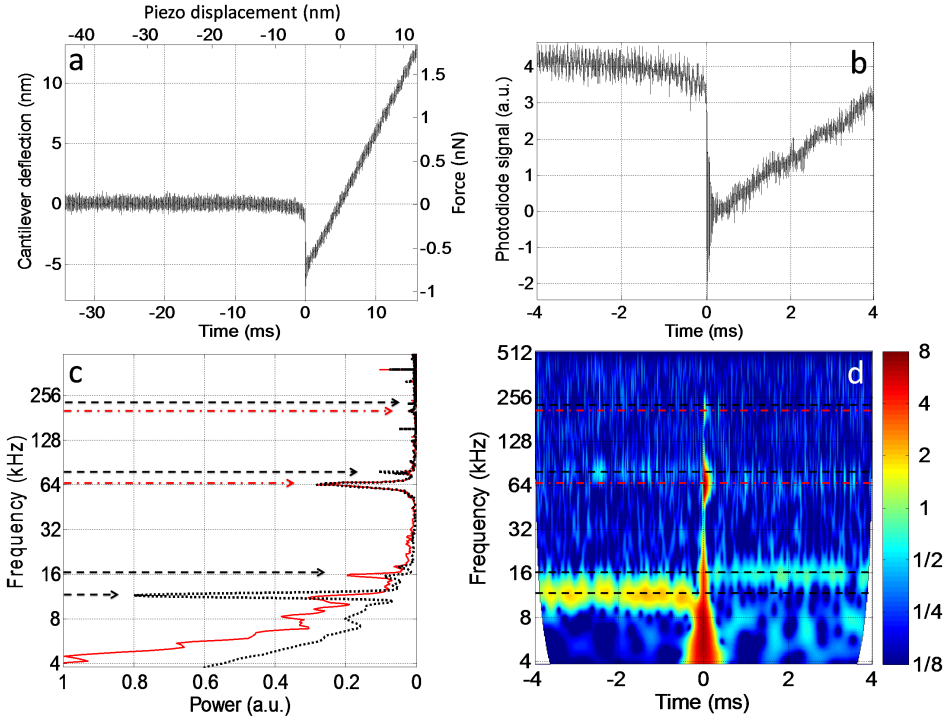 Piezo displacement (nm)
-40 -30 -20 -10 0 10
a
Cantilever deflection (nm)
10
5
0
-5
1.5
1
0.5
0
-0.5
-1
Force (nN)
-30 -20 -10 0 10
Time (ms)
b
Photodiode signal (a.u.)
4
3
2
1
0
-1
-2
-4 -2 0 2 4
Time (ms)
c
Frequency (kHz)
256
128
64
32
16
8
4
1 0.8 0.6 0.4 0.2 0
Power (a.u.)
d
Frequency (kHz)
512
256
128
64
32
16
8
4
-4 -3 -2 -1 0 1 2 3 4
Time (ms)
8
4
2
1
1/2
1/4
1/8